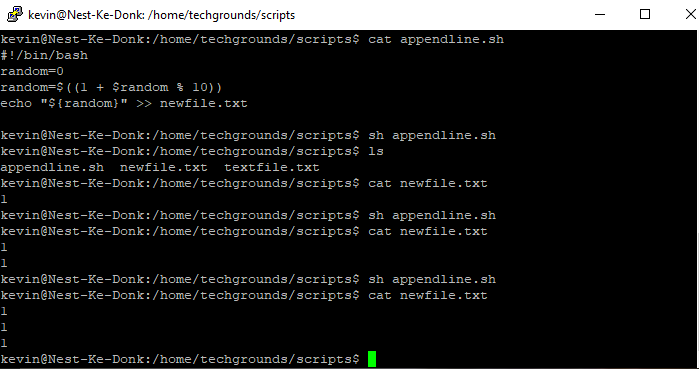 kevin@Nest-Ke-Donk: /home/techgrounds/scripts
kevin@Nest-Ke-Donk:/home/techgrounds/scripts$ cat appendline.sh
#!/bin/bash
random=0
random=$((1 + $random % 10))
echo "${random}" >> newfile.txt
kevin@Nest-Ke-Donk:/home/techgrounds/scripts$ sh appendline.sh
kevin@Nest-Ke-Donk:/home/techgrounds/scripts$ ls
appendline.sh  newfile.txt  textfile.txt
kevin@Nest-Ke-Donk:/home/techgrounds/scripts$ cat newfile.txt
1
kevin@Nest-Ke-Donk:/home/techgrounds/scripts$ sh appendline.sh
kevin@Nest-Ke-Donk:/home/techgrounds/scripts$ cat newfile.txt
1
1
kevin@Nest-Ke-Donk:/home/techgrounds/scripts$ sh appendline.sh
kevin@Nest-Ke-Donk:/home/techgrounds/scripts$ cat newfile.txt
1
1
1
kevin@Nest-Ke-Donk:/home/techgrounds/scripts$